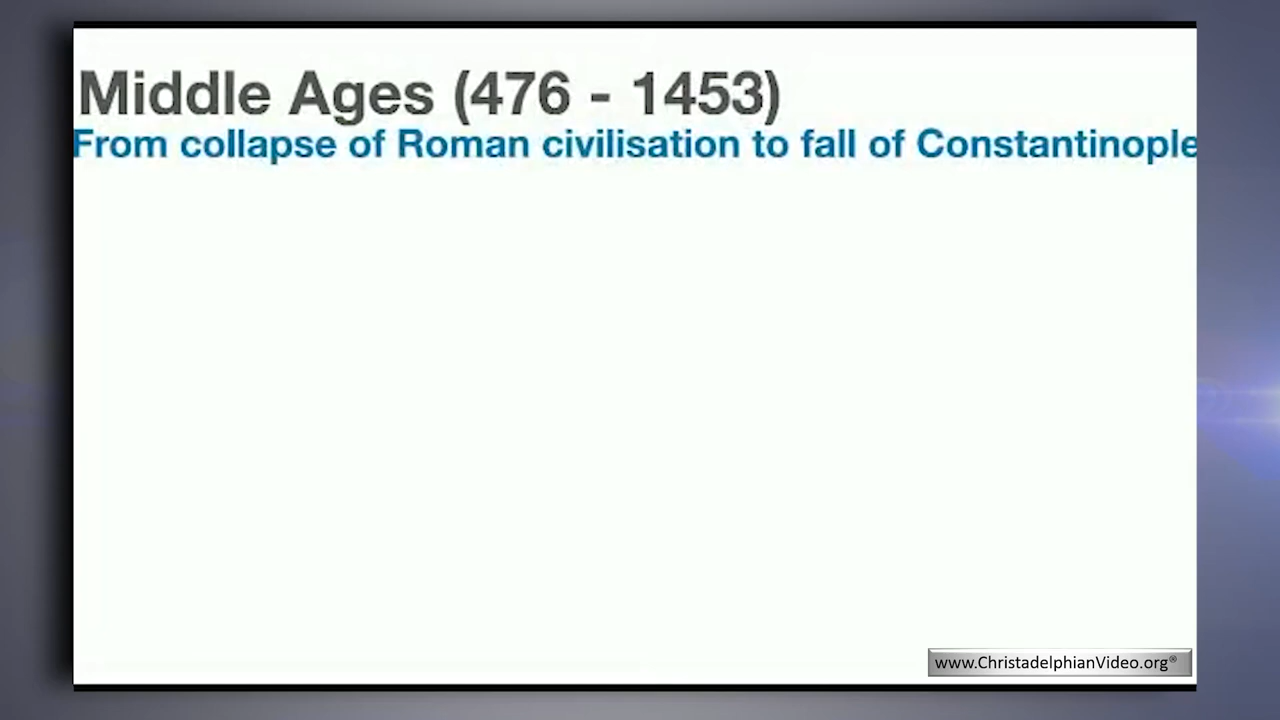 Middle Ages (476 - 1453)
From collapse of Roman civilisation to fall of Constantinople
www.ChristadelphianVideo.org®